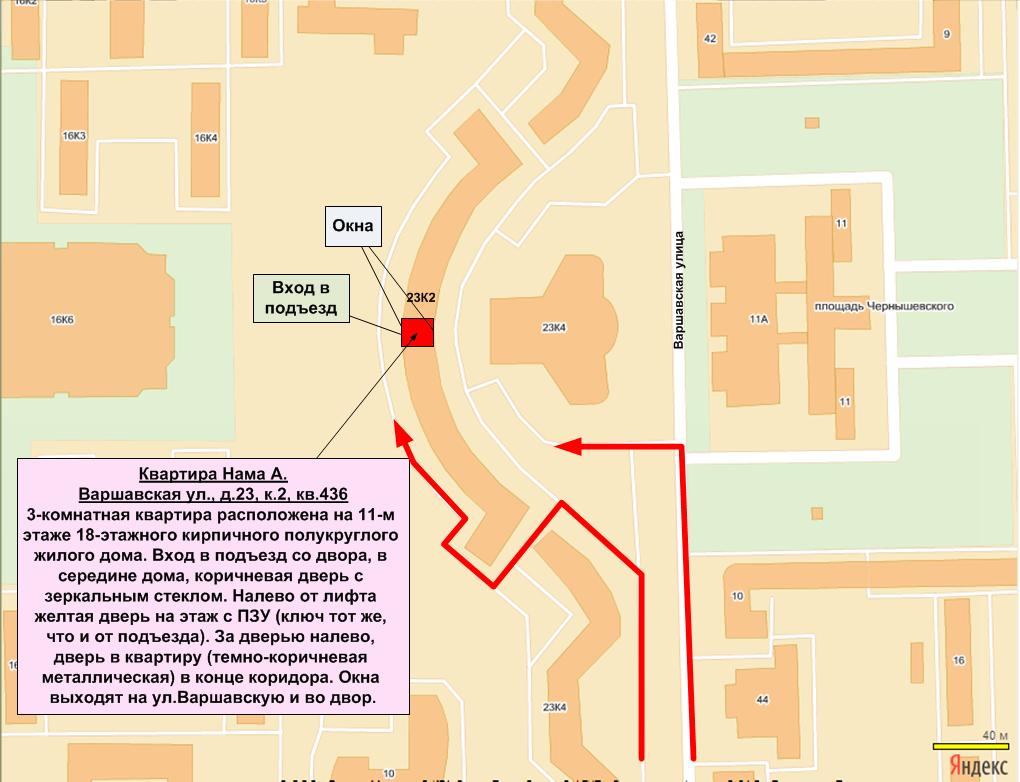 16К2
16К5
42
9
16К3
16К4
11
Окна
Варшавская улица
Вход в
подъезд
23К2
16К6
23К4
11А
площадь Чернышевского
11
Квартира Нама А.
Варшавская ул., д.23, к.2, кв.436
3-комнатная квартира расположена на 11-м
этаже 18-этажного кирпичного полукруглого
жилого дома. Вход в подъезд со двора, в
середине дома, коричневая дверь с
зеркальным стеклом. Налево от лифта
желтая дверь на этаж с ПЗУ (ключ тот же,
что и от подъезда). За дверью налево,
дверь в квартиру (темно-коричневая
металлическая) в конце коридора. Окна
выходят на ул.Варшавскую и во двор.
10
16
44
23К4
40 м
Яндекс
10